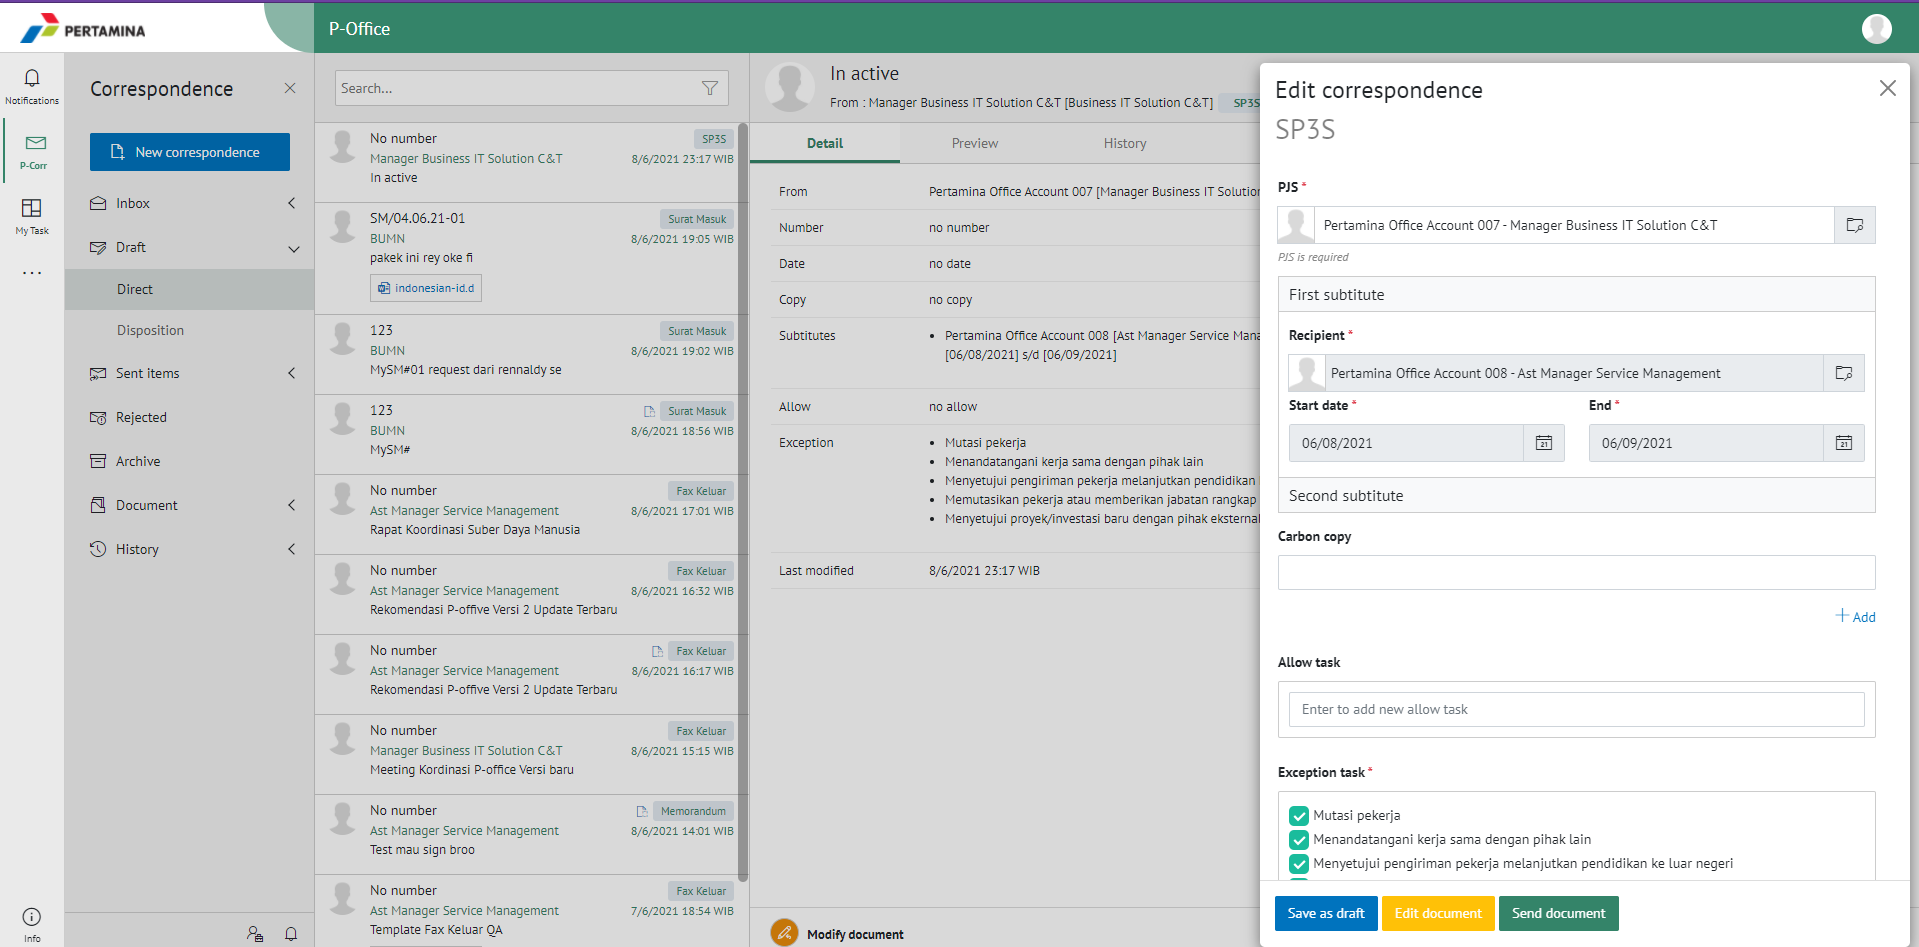 PERTAMINA
P-Office
Notifications
P-Corr
My Task
...
Info
Correspondence
New correspondence
Inbox
Draft
Direct
Disposition
Sent items
Rejected
Archive
Document
History
Search...
No number
SP3S
Manager Business IT Solution C&T
8/6/2021 23:17 WIB
In active
SM/04.06.21-01
Surat Masuk
BUMN
8/6/2021 19:05 WIB
pakek ini rey oke fi
indonesian-id.d
123
Surat Masuk
BUMN
8/6/2021 19:02 WIB
MySM#01 request dari rennaldy se
123
Surat Masuk
BUMN
8/6/2021 18:56 WIB
MySM#
No number
Fax Keluar
Ast Manager Service Management
8/6/2021 17:01 WIB
Rapat Koordinasi Suber Daya Manusia
No number
Fax Keluar
Ast Manager Service Management
8/6/2021 16:32 WIB
Rekomendasi P-offive Versi 2 Update Terbaru
No number
Fax Keluar
Ast Manager Service Management
8/6/2021 16:17 WIB
Rekomendasi P-offive Versi 2 Update Terbaru
No number
Fax Keluar
Manager Business IT Solution C&T
8/6/2021 15:15 WIB
Meeting Kordinasi P-office Versi baru
No number
Memorandum
Ast Manager Service Management
8/6/2021 14:01 WIB
Test mau sign broo
No number
Fax Keluar
Ast Manager Service Management
7/6/2021 18:54 WIB
Template Fax Keluar QA
In active
From : Manager Business IT Solution C&T [Business IT Solution C&T]
SP3S
Detail
Preview
History
From
Pertamina Office Account 007 [Manager Business IT Solution
Number
no number
Date
no date
Copy
no copy
Subtitutes
• Pertamina Office Account 008 [Ast Manager Service Mana
[06/08/2021] s/d [06/09/2021]
Allow
no allow
Exception
• Mutasi pekerja
• Menandatangani kerja sama dengan pihak lain
• Menyetujui pengiriman pekerja melanjutkan pendidikan
• Memutasikan pekerja atau memberikan jabatan rangkap
• Menyetujui proyek/investasi baru dengan pihak eksternal
Last modified
8/6/2021 23:17 WIB
Modify document
Edit correspondence
SP3S
PJS *
Pertamina Office Account 007 - Manager Business IT Solution C&T
PJS is required
First subtitute
Recipient *
Pertamina Office Account 008 - Ast Manager Service Management
Start date *
End *
06/08/2021
21
06/09/2021
21
Second subtitute
Carbon copy
+ Add
Allow task
Enter to add new allow task
Exception task *
Mutasi pekerja
Menandatangani kerja sama dengan pihak lain
Menyetujui pengiriman pekerja melanjutkan pendidikan ke luar negeri
Save as draft
Edit document
Send document